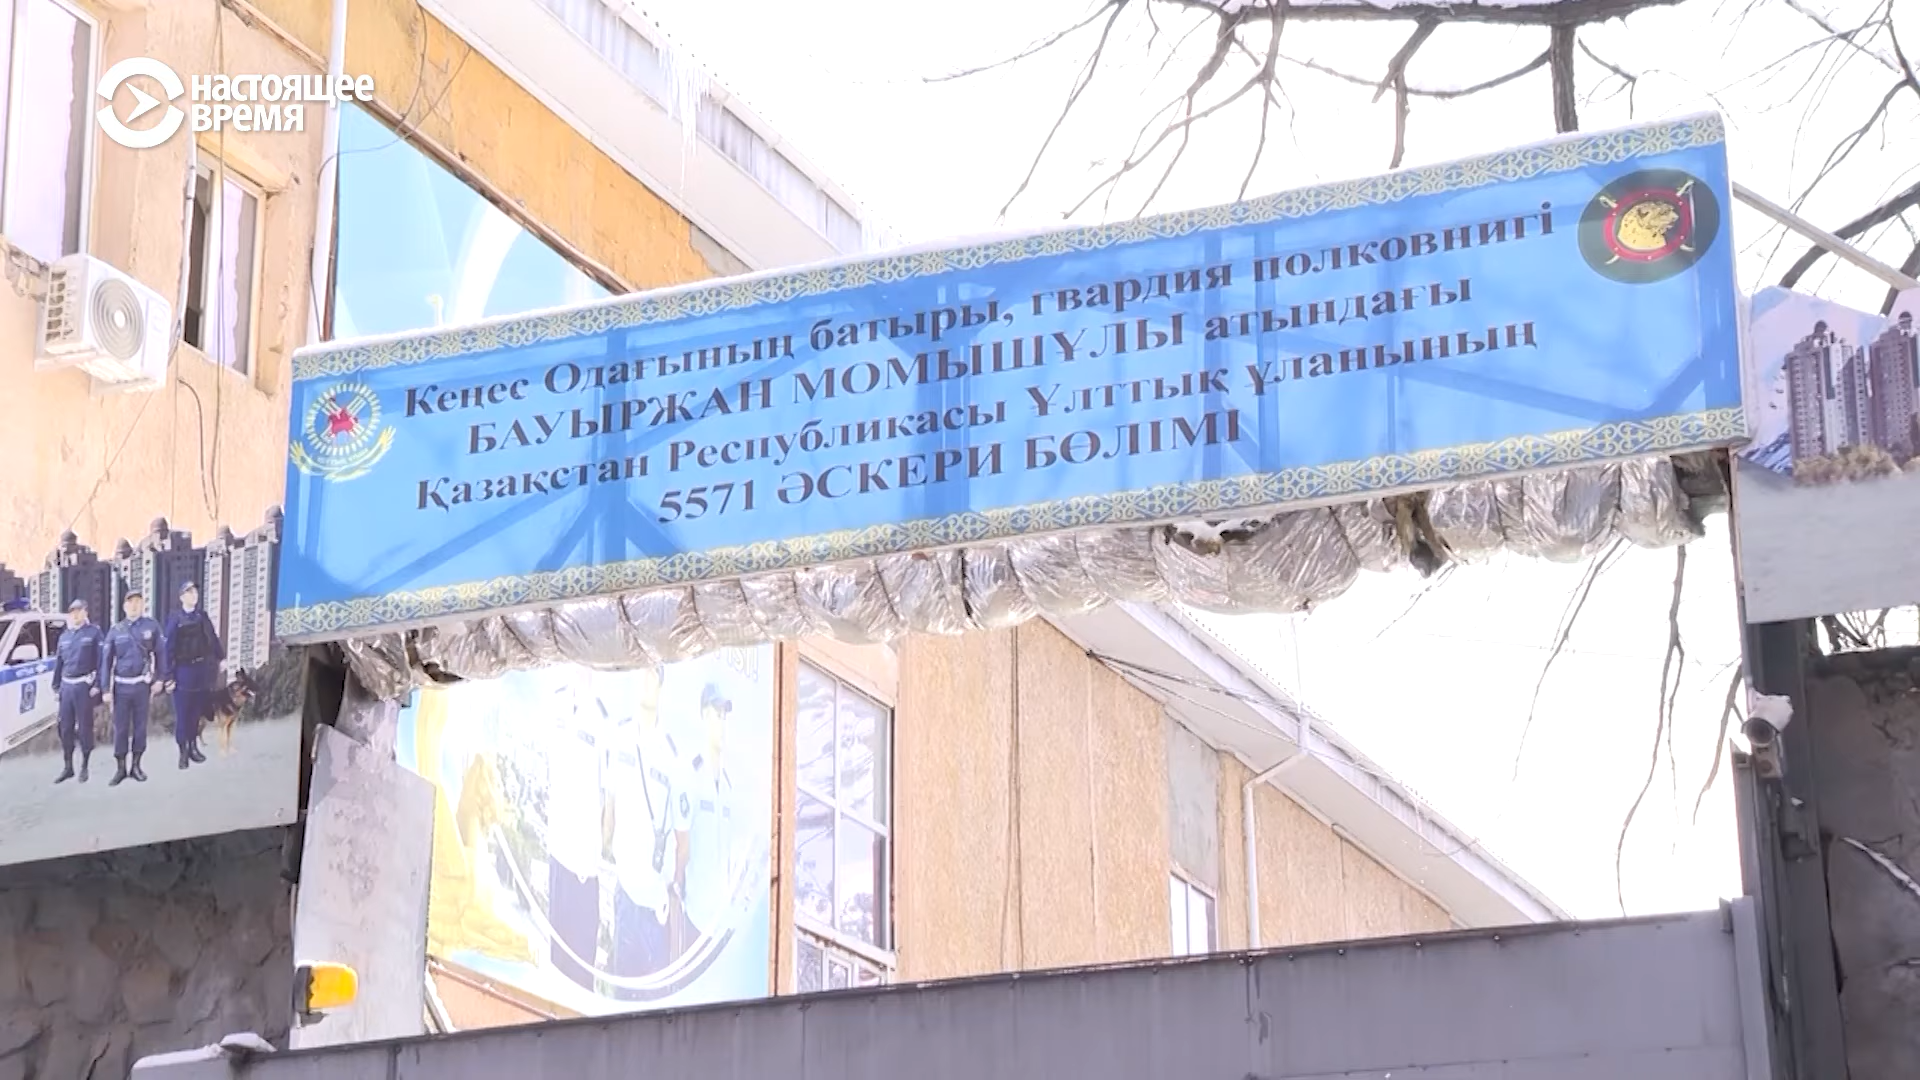 НАСТОЯЩЕЕ
ВРЕМЯ
Кеңес Одағының батыры, гвардия полковнигі
БАУЫРЖАН МОМЫШҰЛЫ атындағы
Қазақстан Республикасы Ұлттық ұланының
5571 ӘСКЕРИ БӨЛІМІ